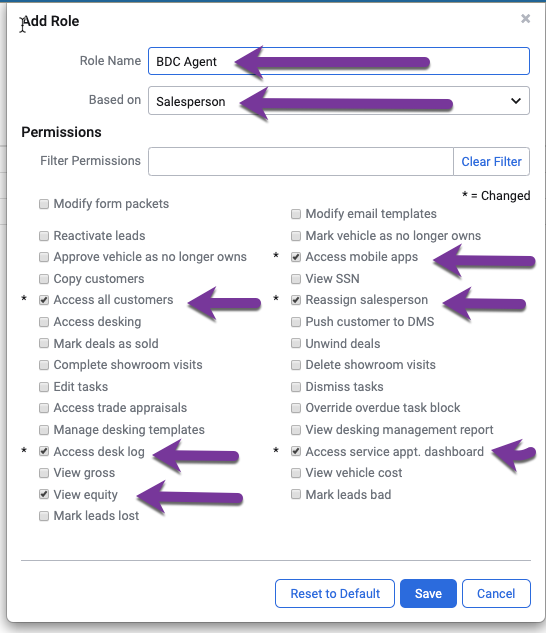 Add Role ×
Role Name BDC Agent
Based on Salesperson
Permissions
Filter Permissions Clear Filter
* = Changed
Modify form packets
Modify email templates
Reactivate leads
Mark vehicle as no longer owns
Approve vehicle as no longer owns
* Access mobile apps
Copy customers
View SSN
* Access all customers
* Reassign salesperson
Access desking
Push customer to DMS
Mark deals as sold
Unwind deals
Complete showroom visits
Delete showroom visits
Edit tasks
Dismiss tasks
Access trade appraisals
Override overdue task block
Manage desking templates
View desking management report
* Access desk log
* Access service appt. dashboard
View gross
View vehicle cost
View equity
Mark leads bad
Mark leads lost
Reset to Default Save Cancel